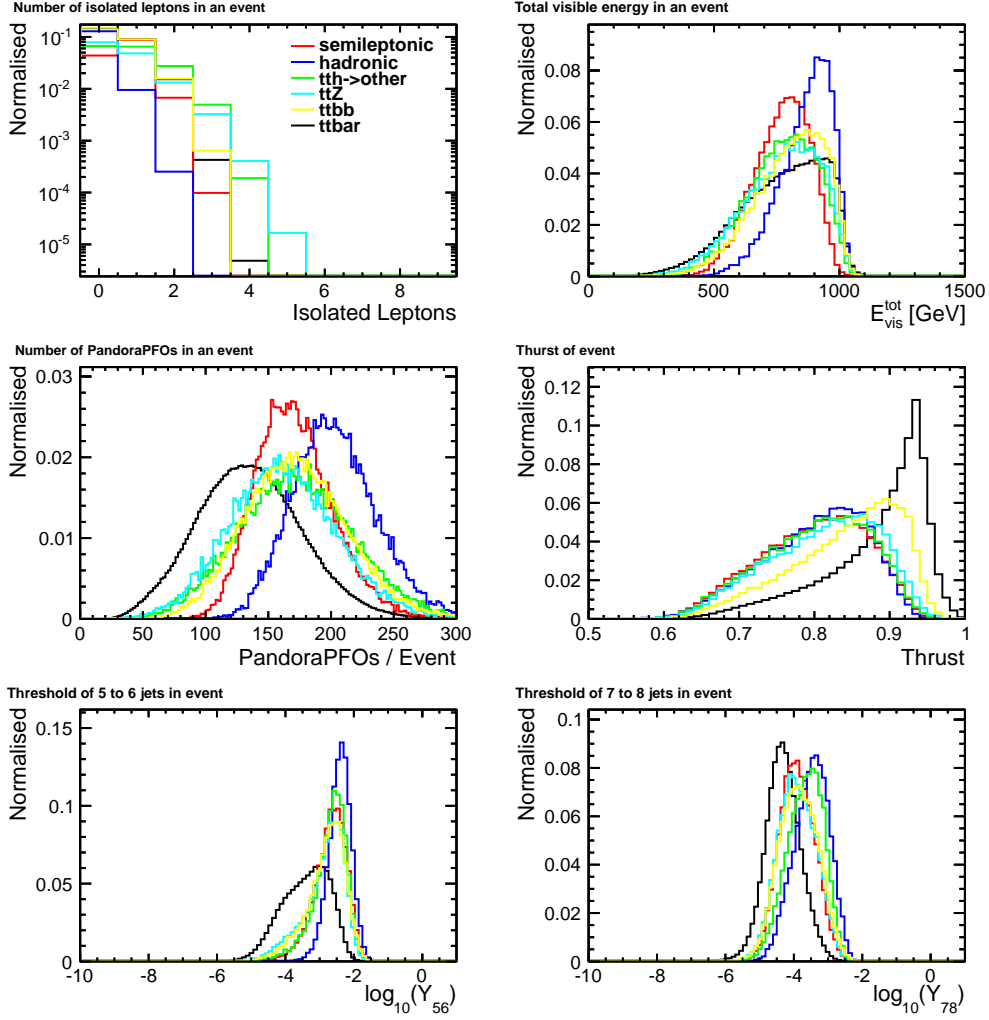 Number of isolated leptons in an event
Normalised
10^-1
10^-2
10^-3
10^-4
10^-5
semileptonic
hadronic
tth->other
ttZ
ttbb
ttbar
0 2 4 6 8
Isolated Leptons
Total visible energy in an event
Normalised
0.08
0.06
0.04
0.02
0
0 500 1000 1500
E_vis^tot [GeV]
Number of PandoraPFOs in an event
Normalised
0.03
0.02
0.01
0
0 50 100 150 200 250 300
PandoraPFOs / Event
Thurst of event
Normalised
0.12
0.1
0.08
0.06
0.04
0.02
0
0.5 0.6 0.7 0.8 0.9 1
Thrust
Threshold of 5 to 6 jets in event
Normalised
0.15
0.1
0.05
0
-10 -8 -6 -4 -2 0
log_10(Y_56)
Threshold of 7 to 8 jets in event
Normalised
0.1
0.08
0.06
0.04
0.02
0
-10 -8 -6 -4 -2 0
log_10(Y_78)